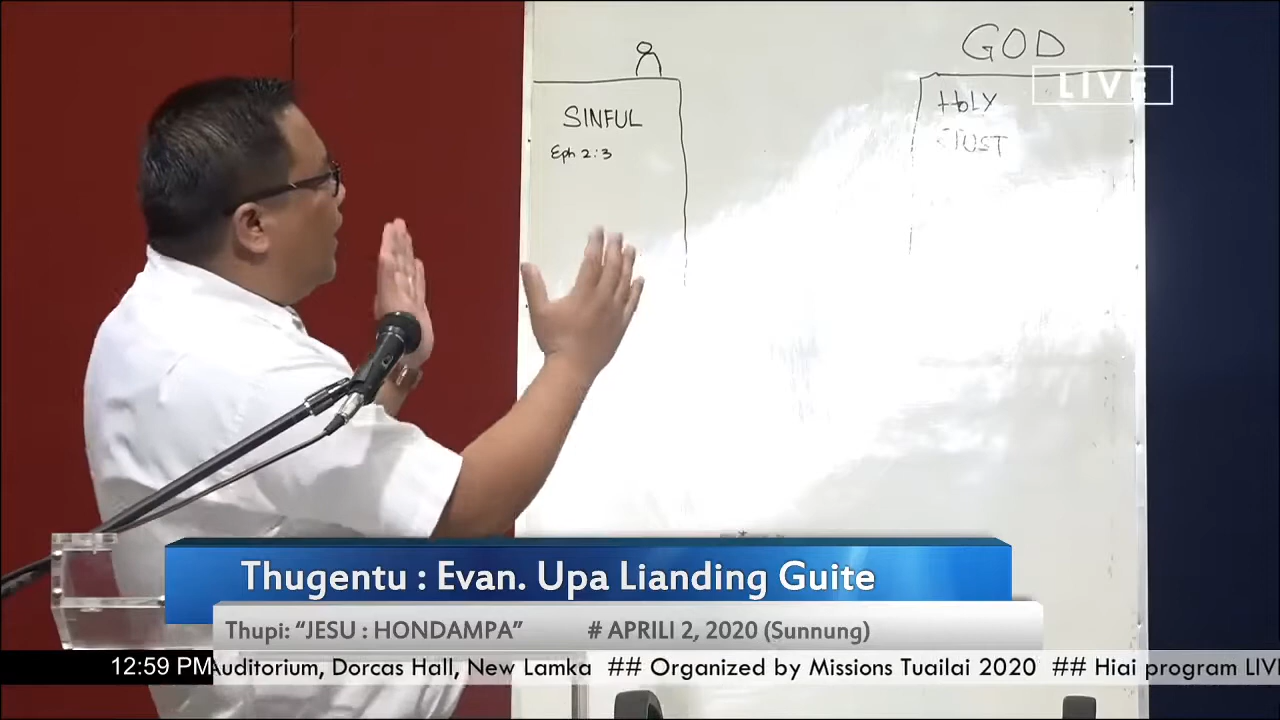 GOD
LIVE
SINFUL
HOLY
JUST
Eph 2:3
Thugentu : Evan. Upa Lianding Guite
Thupi: “JESU : HONDAMPA” # APRILI 2, 2020 (Sunnung)
12:59 PM Auditorium, Dorcas Hall, New Lamka ## Organized by Missions Tuailai 2020 ## Hiai program LIVE